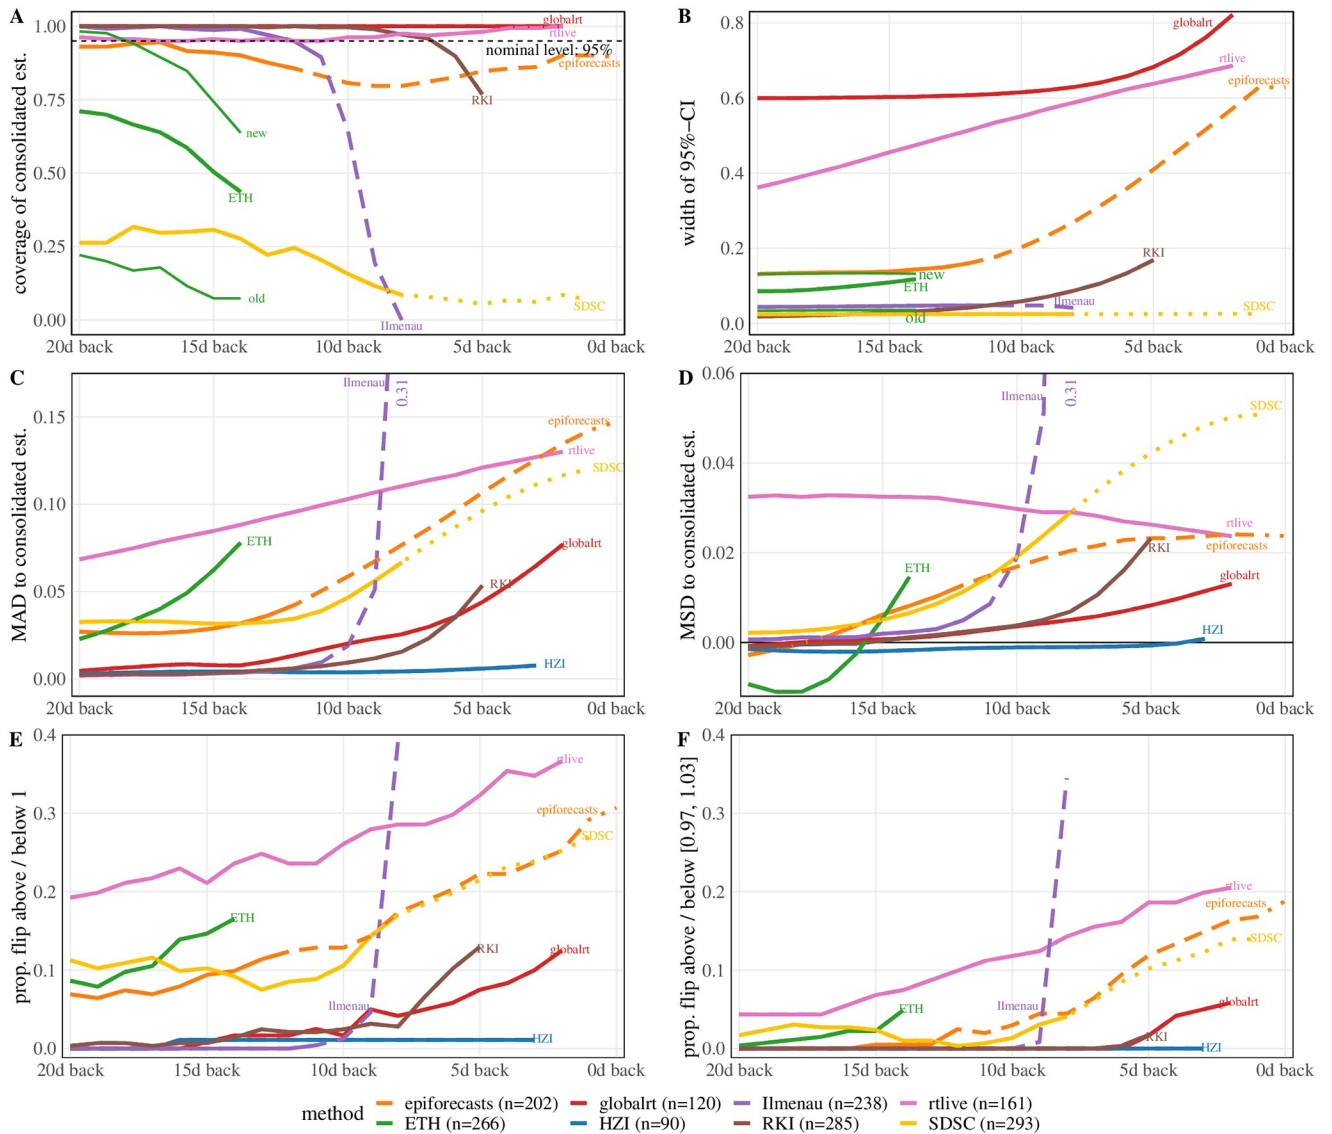 A
coverage of consolidated est.
1.00
0.75
0.50
0.25
0.00
globalrt
rtlive
nominal level: 95%
epiforecasts
RKI
new
ETH
old
SDSC
Ilmenau
20d back
15d back
10d back
5d back
0d back
B
width of 95%−CI
0.8
0.6
0.4
0.2
0.0
globalrt
rtlive
epiforecasts
RKI
new
ETH
Ilmenau
SDSC
old
20d back
15d back
10d back
5d back
0d back
C
MAD to consolidated est.
0.15
0.10
0.05
0.00
Ilmenau
0.31
epiforecasts
rtlive
SDSC
ETH
globalrt
RKI
HZI
20d back
15d back
10d back
5d back
0d back
D
MSD to consolidated est.
0.06
0.04
0.02
0.00
Ilmenau
0.31
SDSC
rtlive
epiforecasts
RKI
ETH
globalrt
HZI
20d back
15d back
10d back
5d back
0d back
E
prop. flip above / below 1
0.4
0.3
0.2
0.1
0.0
rtlive
epiforecasts
SDSC
ETH
RKI
globalrt
Ilmenau
HZI
20d back
15d back
10d back
5d back
0d back
F
prop. flip above / below [0.97, 1.03]
0.4
0.3
0.2
0.1
0.0
rtlive
epiforecasts
SDSC
ETH
Ilmenau
globalrt
RKI
HZI
20d back
15d back
10d back
5d back
0d back
method
epiforecasts (n=202)
globalrt (n=120)
Ilmenau (n=238)
rtlive (n=161)
ETH (n=266)
HZI (n=90)
RKI (n=285)
SDSC (n=293)